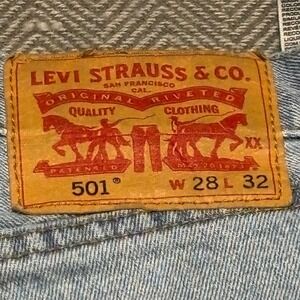 LEVI STRAUSS & CO.
SAN FRANCISCO
CAL.
ORIGINAL RIVETED
QUALITY CLOTHING
XX
501® W 28 L 32